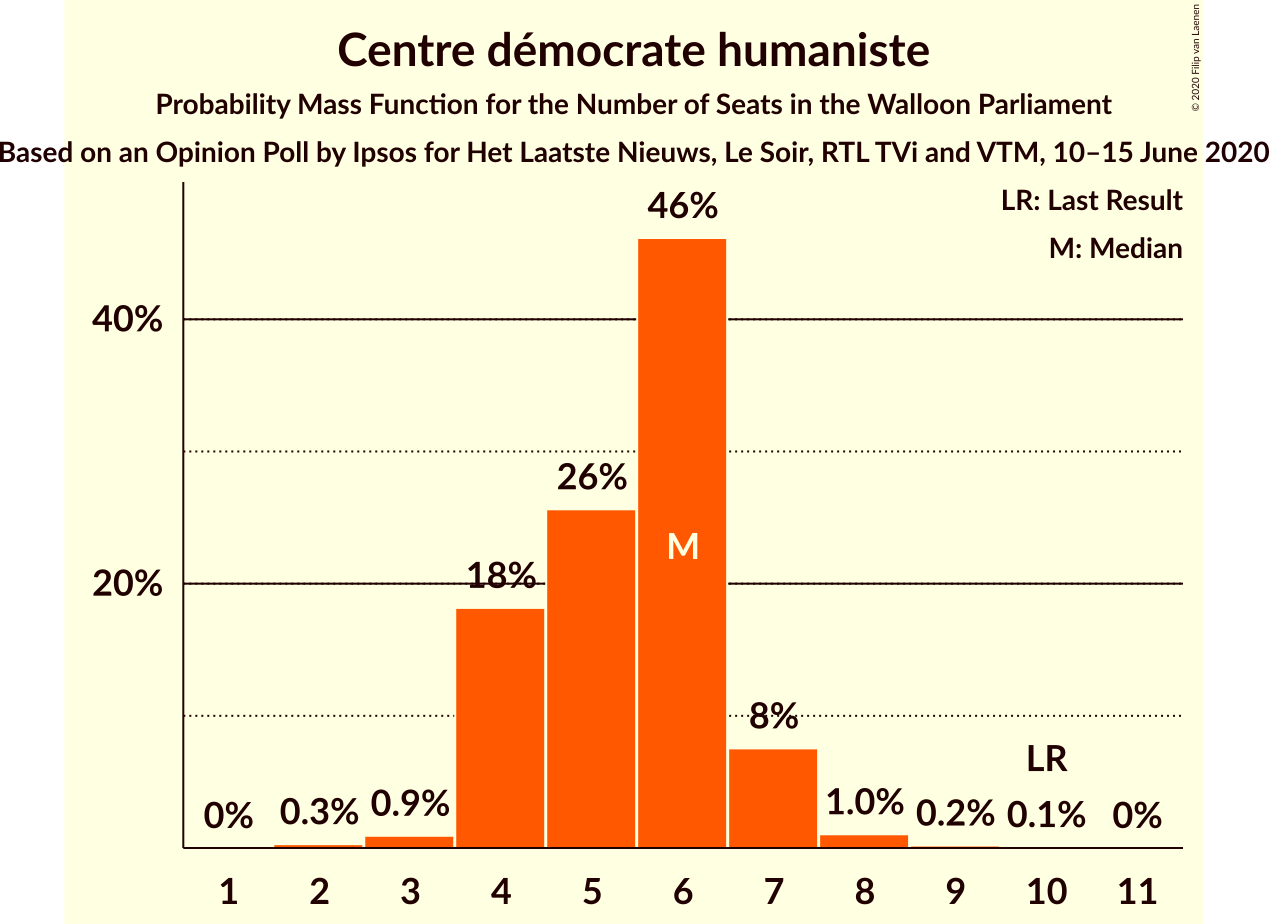 Centre démocrate humaniste
Probability Mass Function for the Number of Seats in the Walloon Parliament
Based on an Opinion Poll by Ipsos for Het Laatste Nieuws, Le Soir, RTL TVi and VTM, 10–15 June 2020
© 2020 Filip van Laenen
LR: Last Result
M: Median
46%
40%
26%
M
18%
20%
8%
LR
0%
0.3%
0.9%
1.0%
0.2%
0.1%
0%
1 2 3 4 5 6 7 8 9 10 11